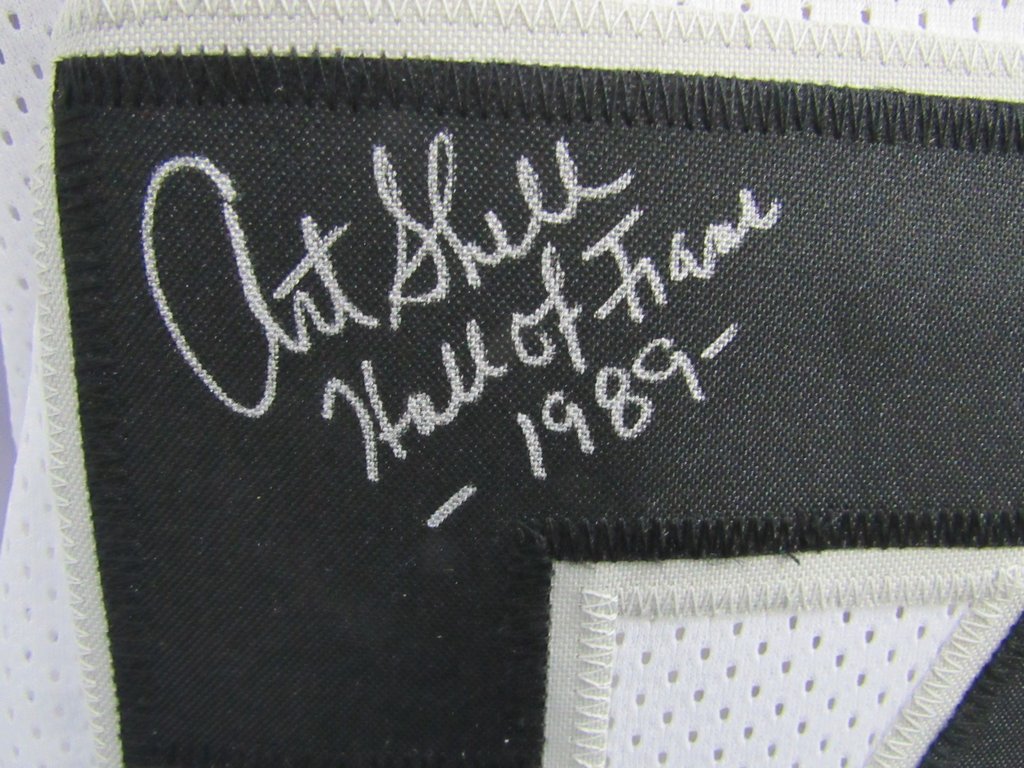 Art Shell
Hall of Fame
- 1989 -